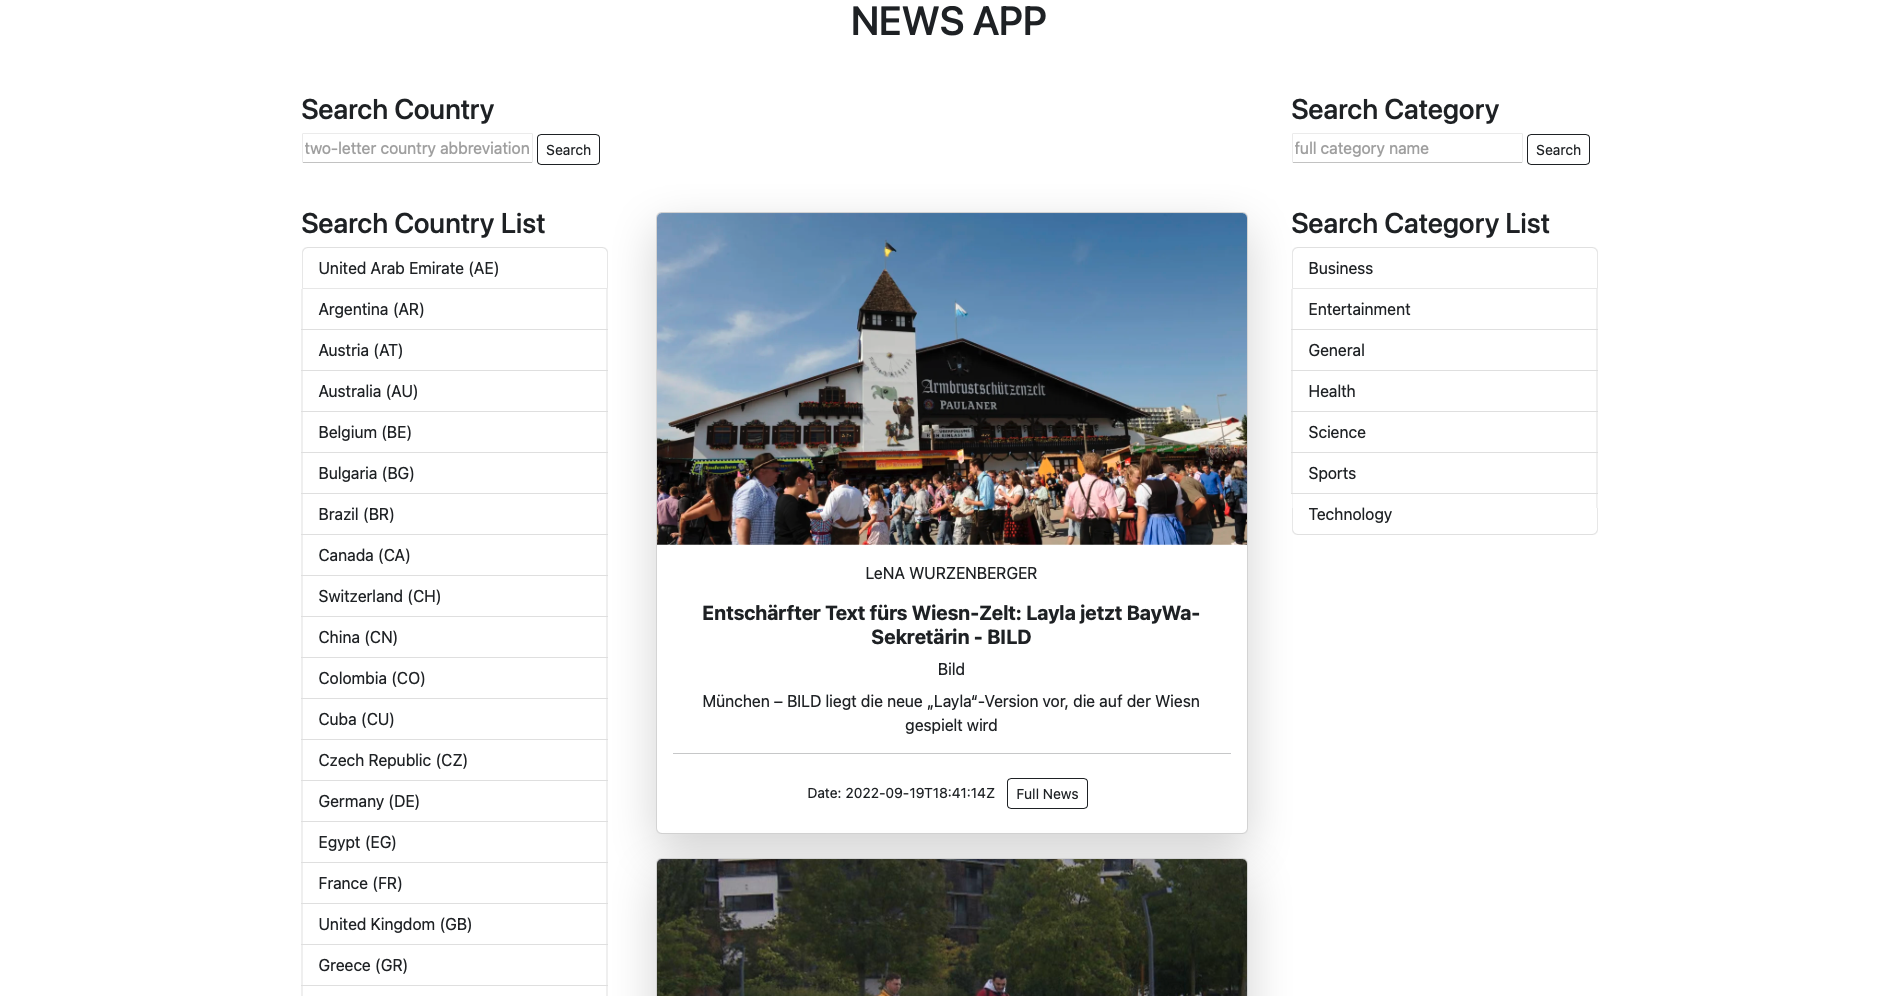 NEWS APP
Search Country
two-letter country abbreviation
Search
Search Country List
United Arab Emirate (AE)
Argentina (AR)
Austria (AT)
Australia (AU)
Belgium (BE)
Bulgaria (BG)
Brazil (BR)
Canada (CA)
Switzerland (CH)
China (CN)
Colombia (CO)
Cuba (CU)
Czech Republic (CZ)
Germany (DE)
Egypt (EG)
France (FR)
United Kingdom (GB)
Greece (GR)
Armbrustschützenzelt
PAULANER
LeNA WURZENBERGER
Entschärfter Text fürs Wiesn-Zelt: Layla jetzt BayWa-
Sekretärin - BILD
Bild
München – BILD liegt die neue „Layla“-Version vor, die auf der Wiesn
gespielt wird
Date: 2022-09-19T18:41:14Z
Full News
Search Category
full category name
Search
Search Category List
Business
Entertainment
General
Health
Science
Sports
Technology